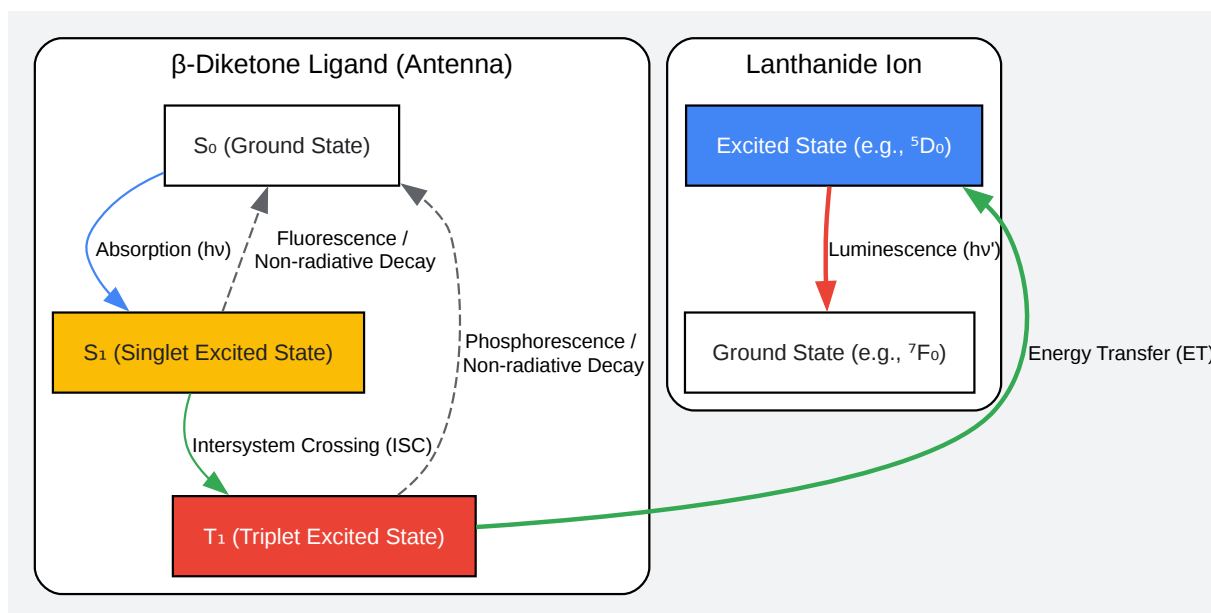 β-Diketone Ligand (Antenna)
S₀ (Ground State)
Absorption (hν)
Fluorescence /
Non-radiative Decay
S₁ (Singlet Excited State)
Phosphorescence /
Non-radiative Decay
Intersystem Crossing (ISC)
T₁ (Triplet Excited State)
Lanthanide Ion
Excited State (e.g., ⁵D₀)
Luminescence (hν')
Ground State (e.g., ⁷F₀)
Energy Transfer (ET)